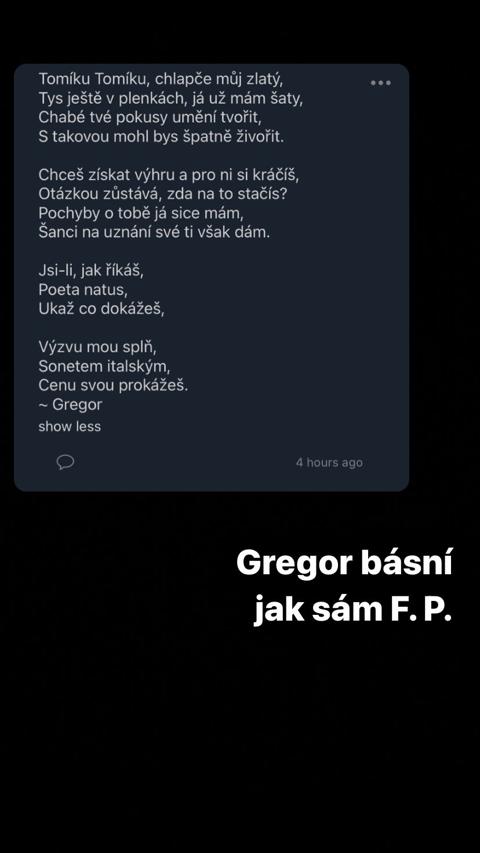 Tomíku Tomíku, chlapče můj zlatý,
Tys ještě v plenkách, já už mám šaty,
Chabé tvé pokusy umění tvořit,
S takovou mohl bys špatně živořit.
Chceš získat výhru a pro ni si kráčíš,
Otázkou zůstává, zda na to stačís?
Pochyby o tobě já sice mám,
Šanci na uznání své ti však dám.
Jsi-li, jak říkáš,
Poeta natus,
Ukaž co dokážeš,
Výzvu mou splň,
Sonetem italským,
Cenu svou prokážeš.
~ Gregor
show less
4 hours ago
Gregor básní
jak sám F. P.